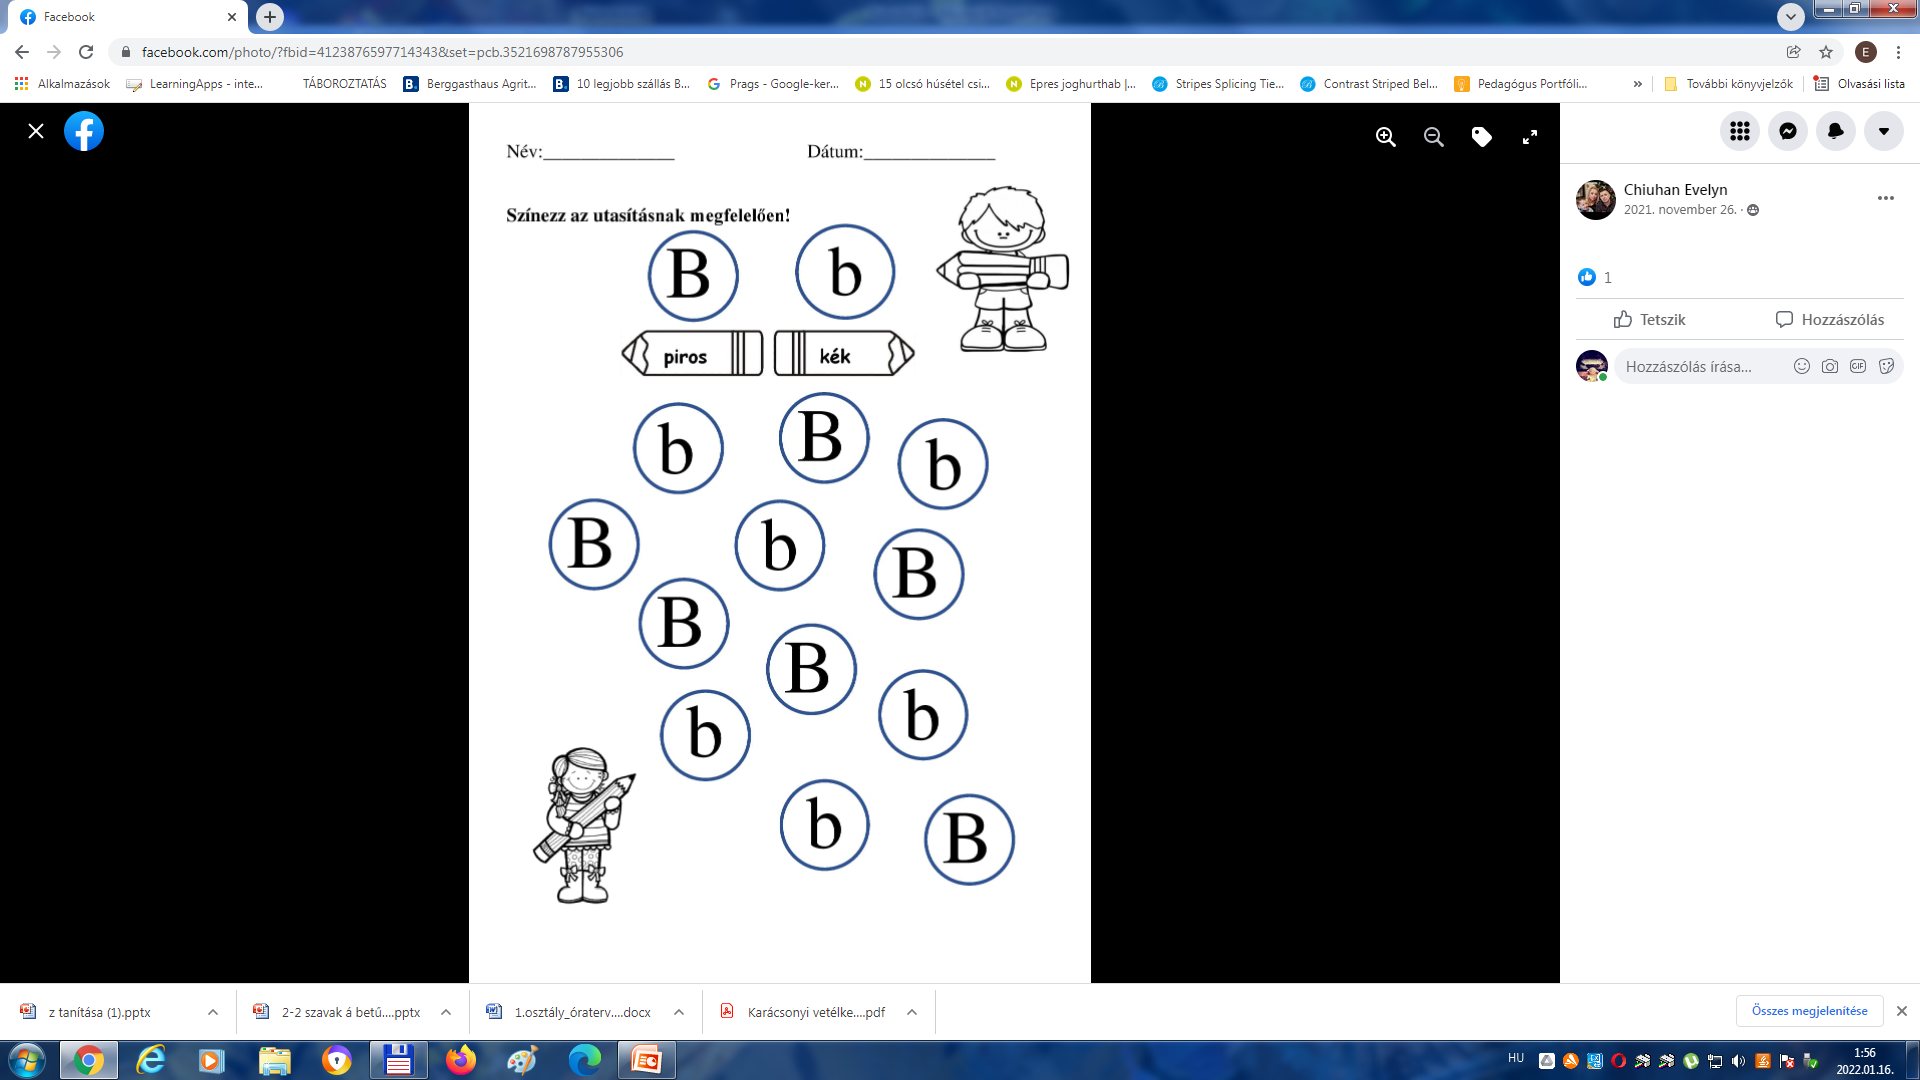 Facebook
facebook.com/photo/?fbid=4123876597714343&set=pcb.3521698787955306
E
Alkalmazások
LearningApps - inte...
TÁBOROZTATÁS
Berggasthaus Agrit...
10 legjobb szállás B...
Prags - Google-ker...
15 olcsó húsétel csi...
Epres joghurthab |...
Stripes Splicing Tie...
Contrast Striped Bel...
Pedagógus Portfóli...
»
További könyvjelzők
Olvasási lista
Név:______________ Dátum:______________
Színezz az utasításnak megfelelően!
B b
piros kék
b B b
B b B
B B
b b
b B
Chiuhan Evelyn
2021. november 26. ·
1
Tetszik Hozzászólás
Hozzászólás írása...
GIF
z tanítása (1).pptx
2-2 szavak á betű....pptx
1.osztály_óraterv....docx
Karácsonyi vetélke....pdf
Összes megjelenítése
HU
1:56
2022.01.16.